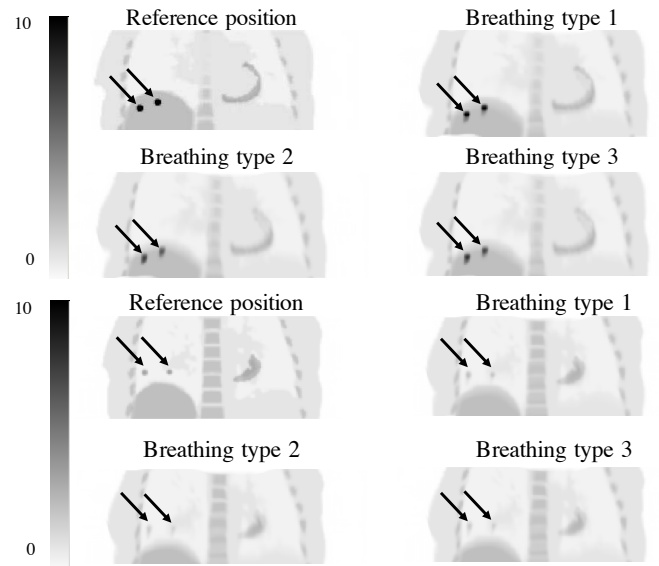 10
Reference position
Breathing type 1
Breathing type 2
Breathing type 3
0
10
Reference position
Breathing type 1
Breathing type 2
Breathing type 3
0